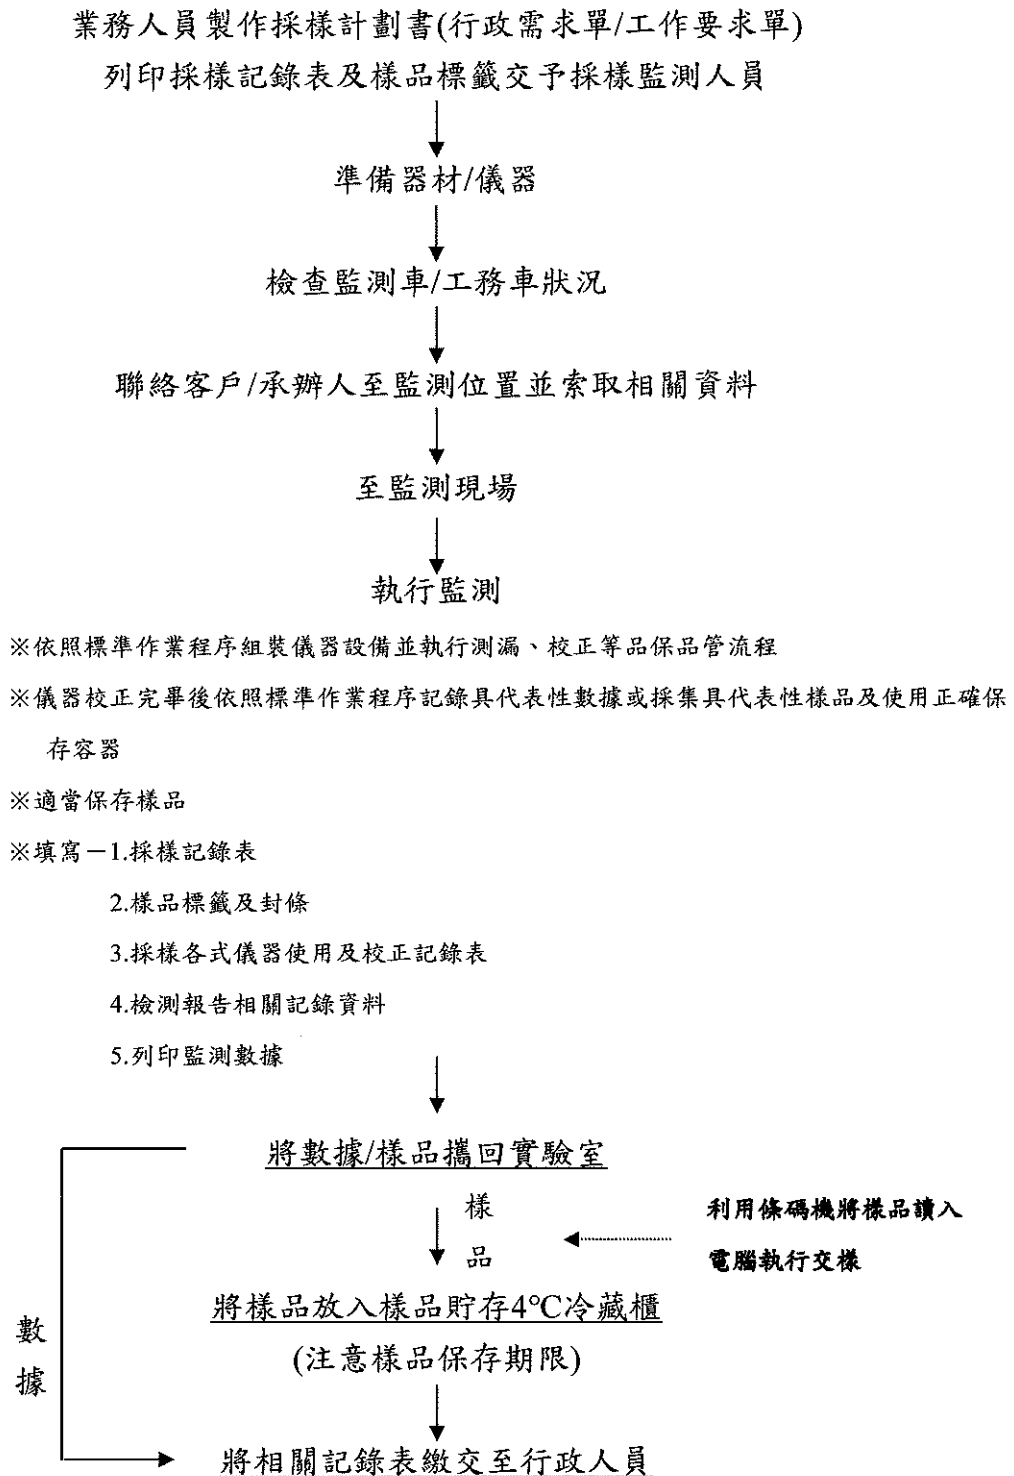 業務人員製作採樣計劃書(行政需求單/工作要求單)
列印採樣記錄表及樣品標籤交予採樣監測人員
準備器材/儀器
檢查監測車/工務車狀況
聯絡客戶/承辦人至監測位置並索取相關資料
至監測現場
執行監測
※依照標準作業程序組裝儀器設備並執行測漏、校正等品保品管流程
※儀器校正完畢後依照標準作業程序記錄具代表性數據或採集具代表性樣品及使用正確保
存容器
※適當保存樣品
※填寫－1.採樣記錄表
2.樣品標籤及封條
3.採樣各式儀器使用及校正記錄表
4.檢測報告相關記錄資料
5.列印監測數據
將數據/樣品攜回實驗室
樣
品
利用條碼機將樣品讀入
電腦執行交樣
將樣品放入樣品貯存4°C冷藏櫃
(注意樣品保存期限)
數
據
將相關記錄表繳交至行政人員